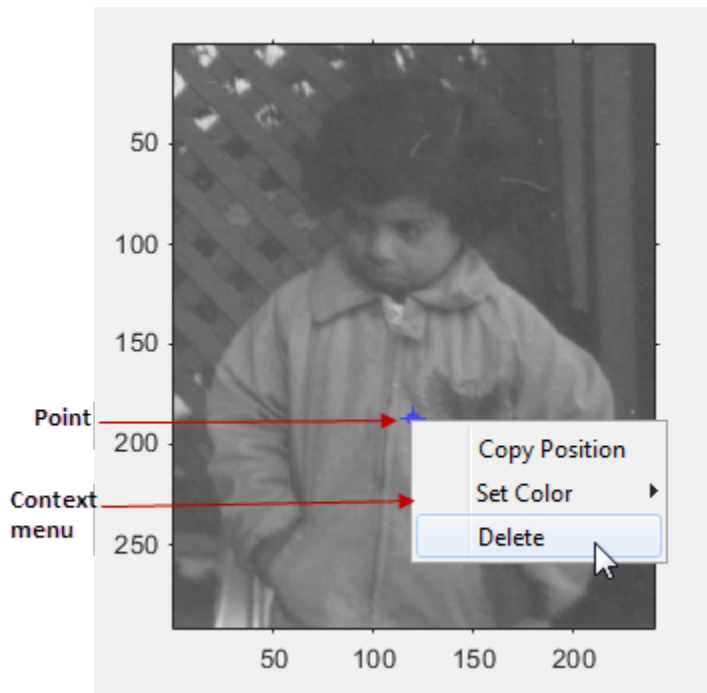 50
100
150
Point
200
Copy Position
Set Color
Context
menu
Delete
250
50 100 150 200